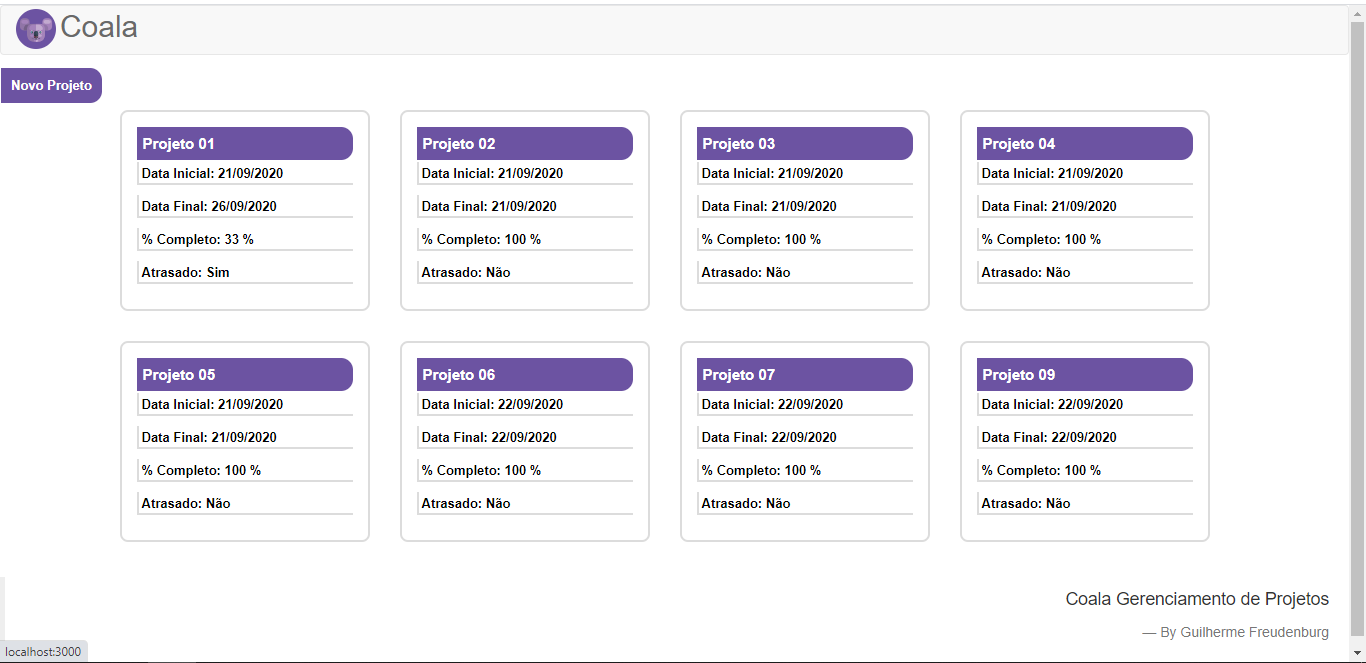 Coala
Novo Projeto
Projeto 01
Data Inicial: 21/09/2020
Data Final: 26/09/2020
% Completo: 33 %
Atrasado: Sim
Projeto 02
Data Inicial: 21/09/2020
Data Final: 21/09/2020
% Completo: 100 %
Atrasado: Não
Projeto 03
Data Inicial: 21/09/2020
Data Final: 21/09/2020
% Completo: 100 %
Atrasado: Não
Projeto 04
Data Inicial: 21/09/2020
Data Final: 21/09/2020
% Completo: 100 %
Atrasado: Não
Projeto 05
Data Inicial: 21/09/2020
Data Final: 21/09/2020
% Completo: 100 %
Atrasado: Não
Projeto 06
Data Inicial: 22/09/2020
Data Final: 22/09/2020
% Completo: 100 %
Atrasado: Não
Projeto 07
Data Inicial: 22/09/2020
Data Final: 22/09/2020
% Completo: 100 %
Atrasado: Não
Projeto 09
Data Inicial: 22/09/2020
Data Final: 22/09/2020
% Completo: 100 %
Atrasado: Não
Coala Gerenciamento de Projetos
— By Guilherme Freudenburg
localhost:3000